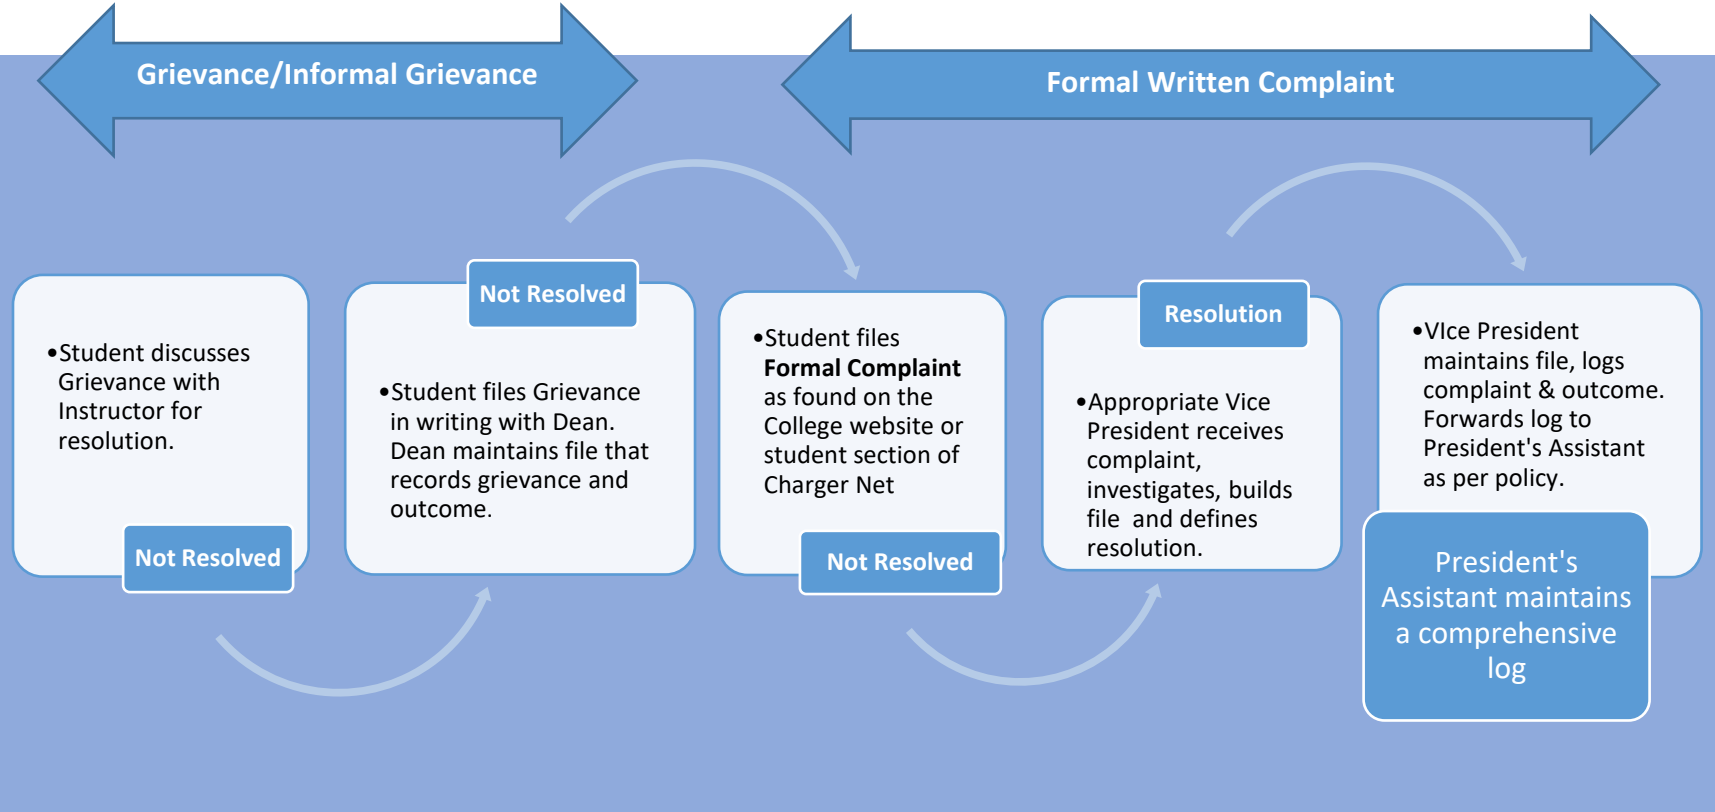 Grievance/Informal Grievance
Formal Written Complaint
•Student discusses
Grievance with
Instructor for
resolution.
Not Resolved
Not Resolved
•Student files Grievance
in writing with Dean.
Dean maintains file that
records grievance and
outcome.
•Student files
Formal Complaint
as found on the
College website or
student section of
Charger Net
Not Resolved
Resolution
•Appropriate Vice
President receives
complaint,
investigates, builds
file  and defines
resolution.
•VIce President
maintains file, logs
complaint & outcome.
Forwards log to
President's Assistant
as per policy.
President's
Assistant maintains
a comprehensive
log